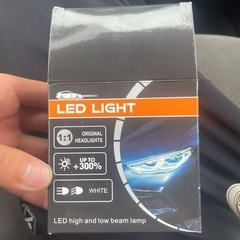 LED LIGHT
1:1
ORIGINAL
HEADLIGHTS
UP TO
+300%
WHITE
LED high and low beam lamp